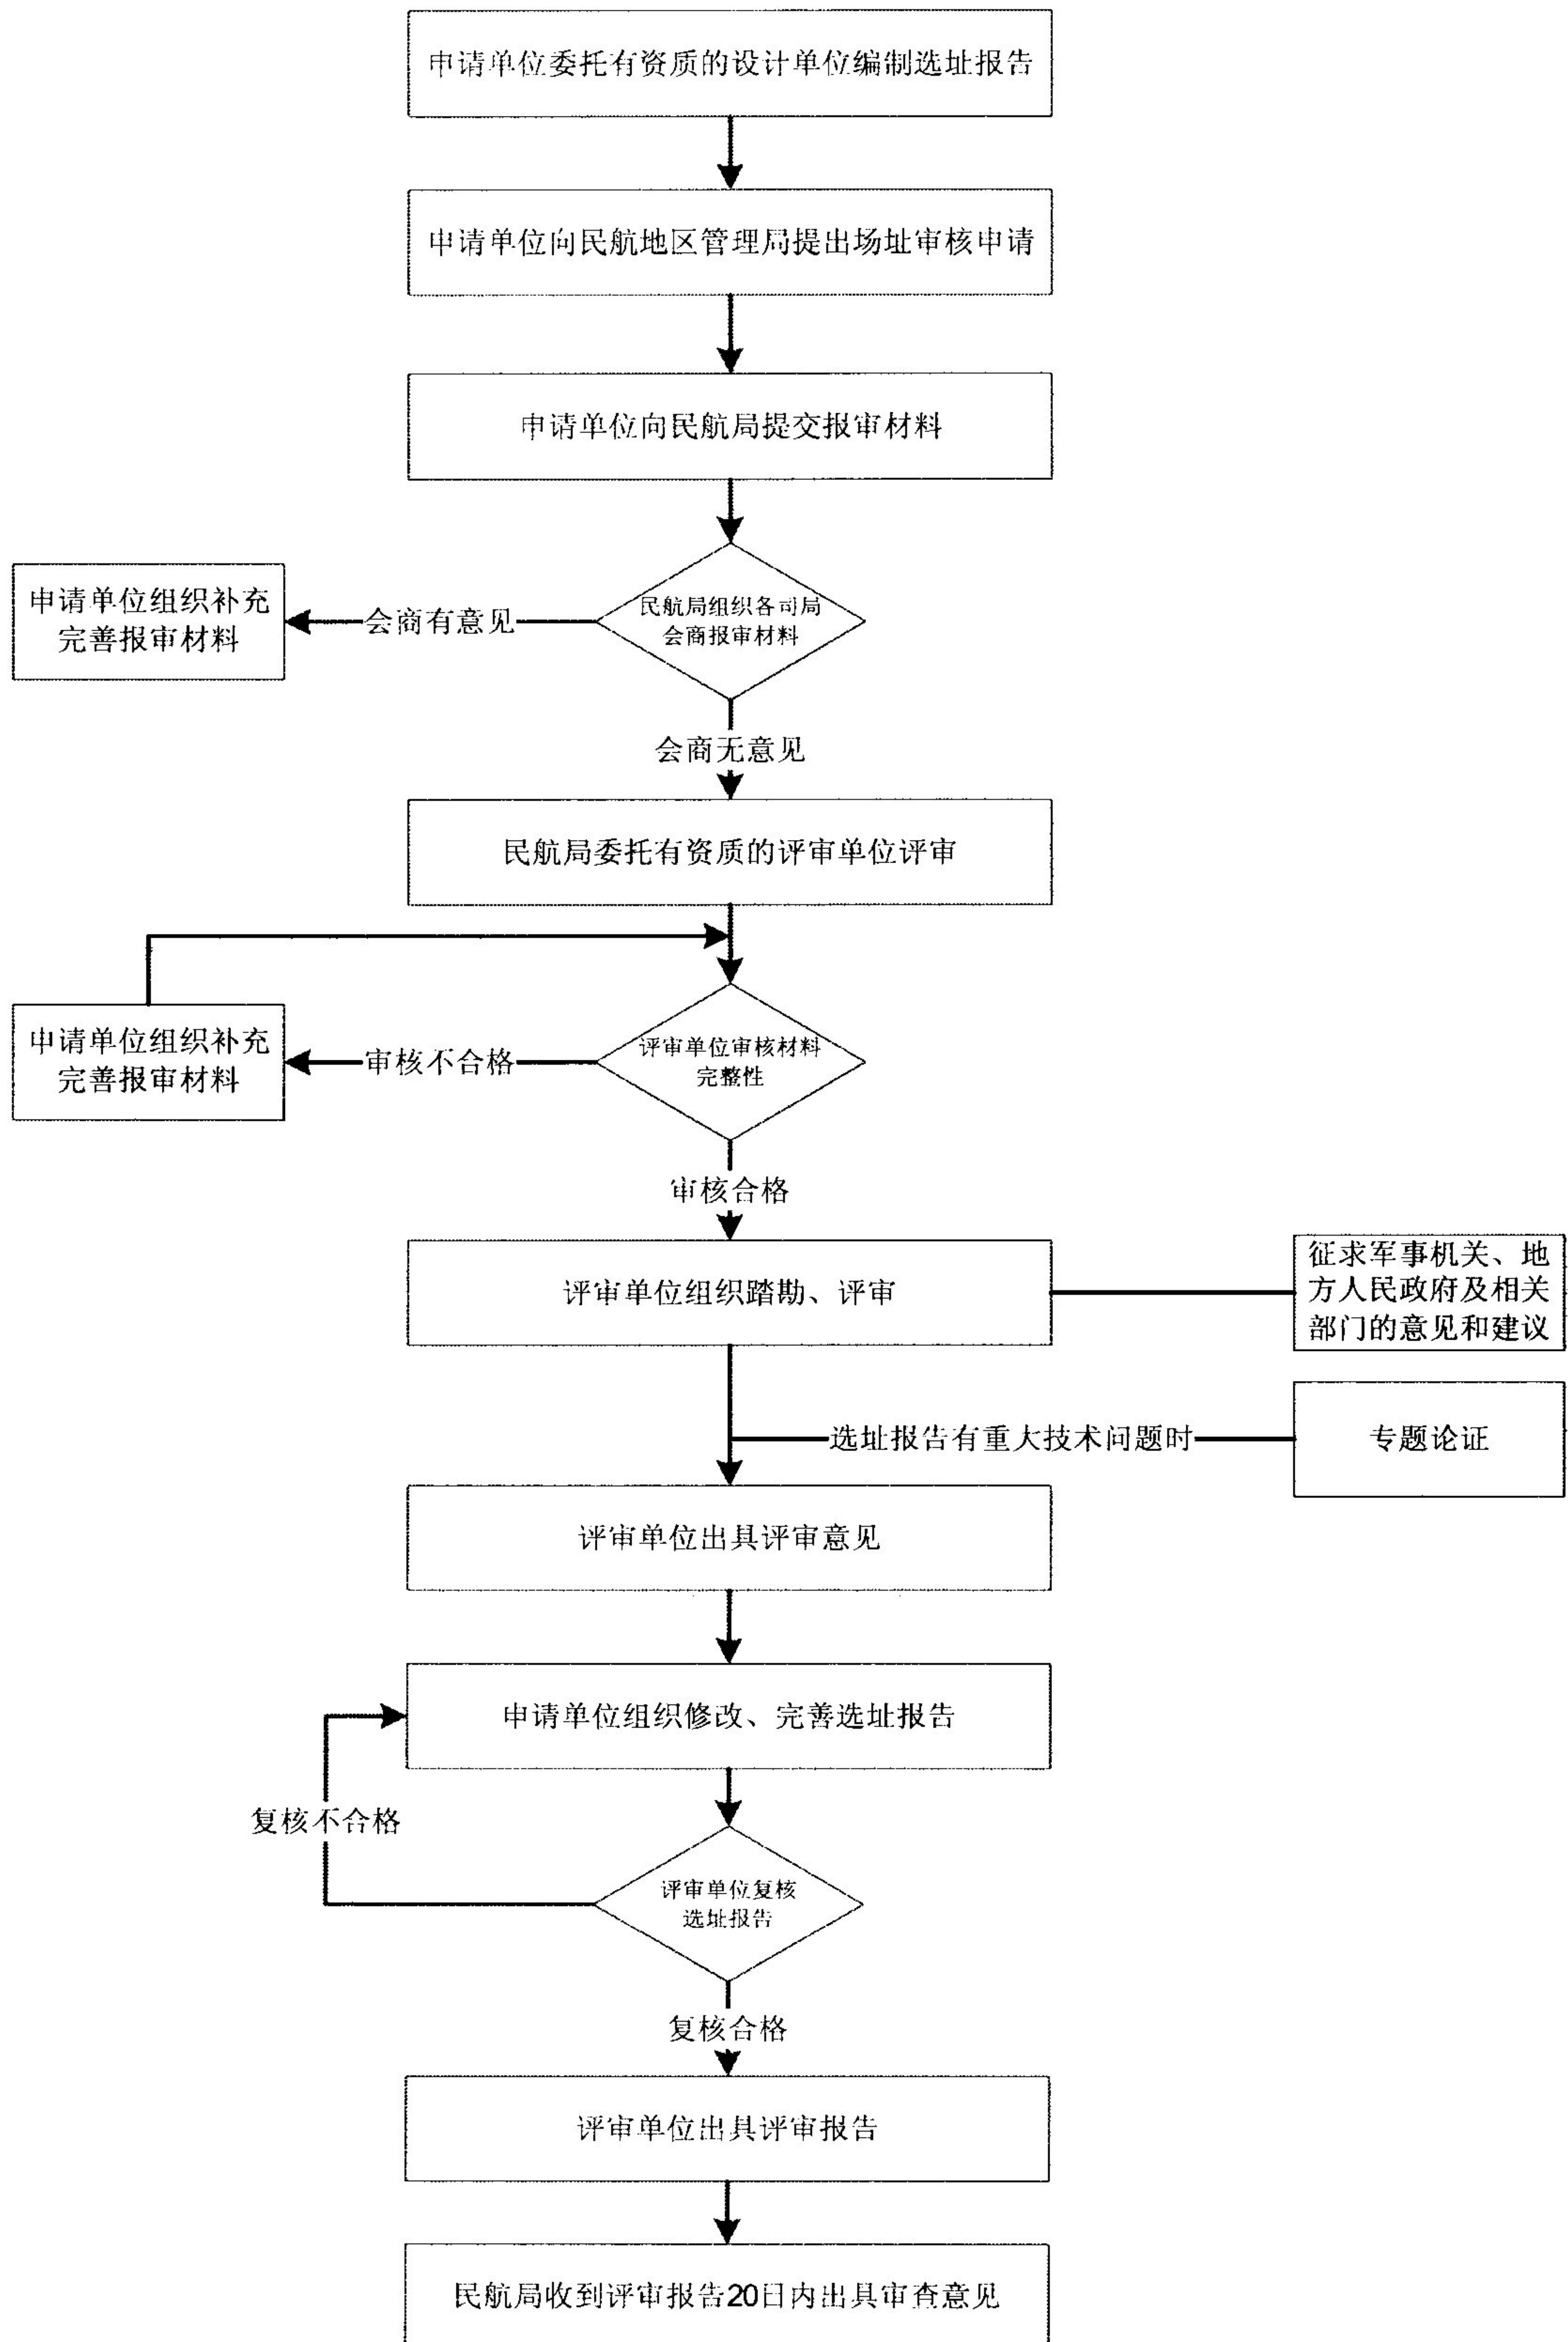 申请单位委托有资质的设计单位编制选址报告
申请单位向民航地区管理局提出场址审核申请
申请单位向民航局提交报审材料
民航局组织各司局
会商报审材料
会商有意见
申请单位组织补充
完善报审材料
会商无意见
民航局委托有资质的评审单位评审
评审单位审核材料
完整性
审核不合格
申请单位组织补充
完善报审材料
审核合格
评审单位组织踏勘、评审
征求军事机关、地
方人民政府及相关
部门的意见和建议
选址报告有重大技术问题时
专题论证
评审单位出具评审意见
申请单位组织修改、完善选址报告
复核不合格
评审单位复核
选址报告
复核合格
评审单位出具评审报告
民航局收到评审报告20日内出具审查意见